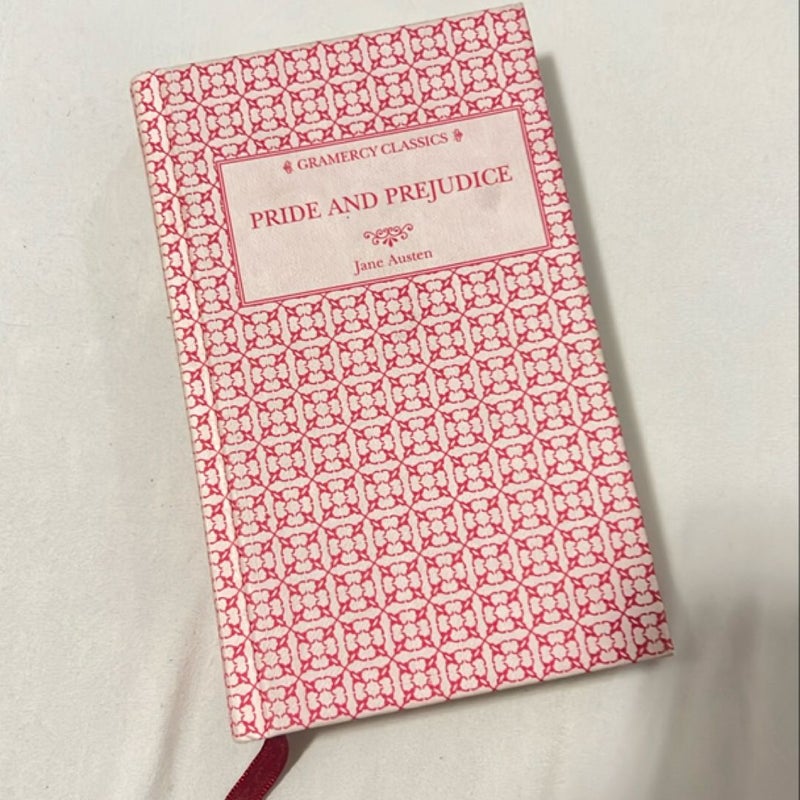 GRAMERCY CLASSICS
PRIDE AND PREJUDICE
Jane Austen